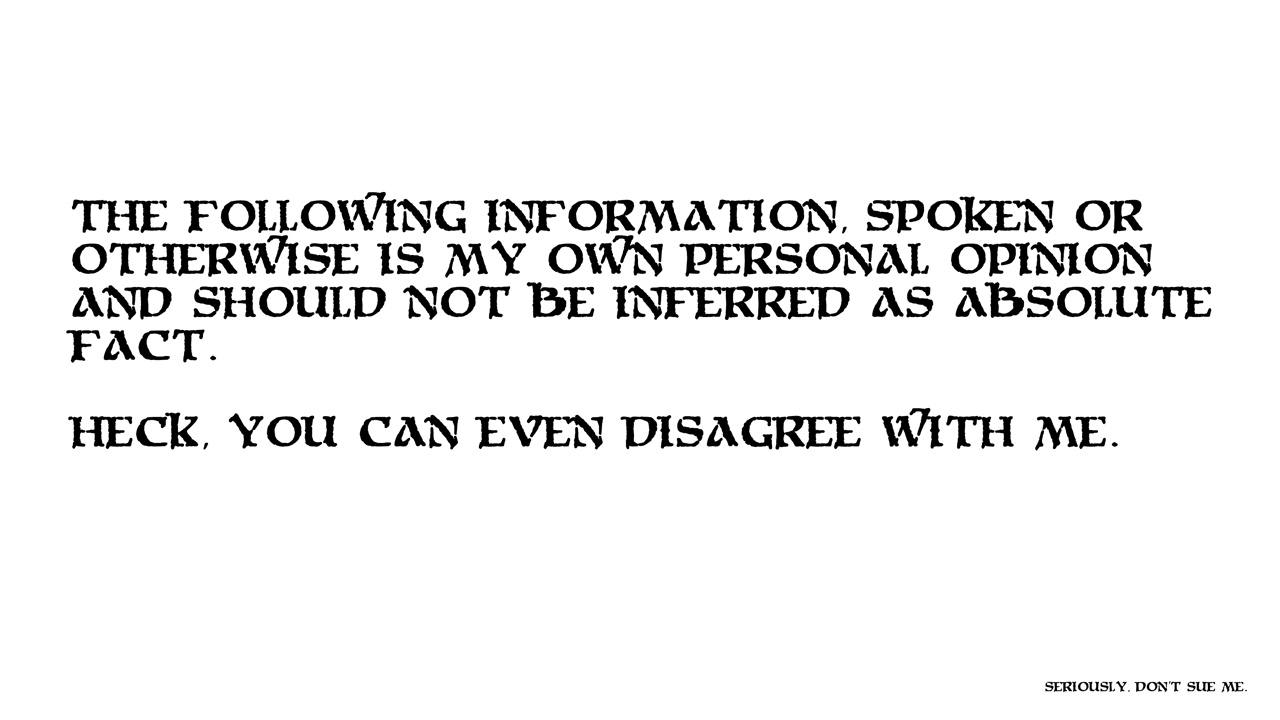 THE FOLLOWING INFORMATION, SPOKEN OR
OTHERWISE IS MY OWN PERSONAL OPINION
AND SHOULD NOT BE INFERRED AS ABSOLUTE
FACT.
HECK, YOU CAN EVEN DISAGREE WITH ME.
SERIOUSLY, DON'T SUE ME.